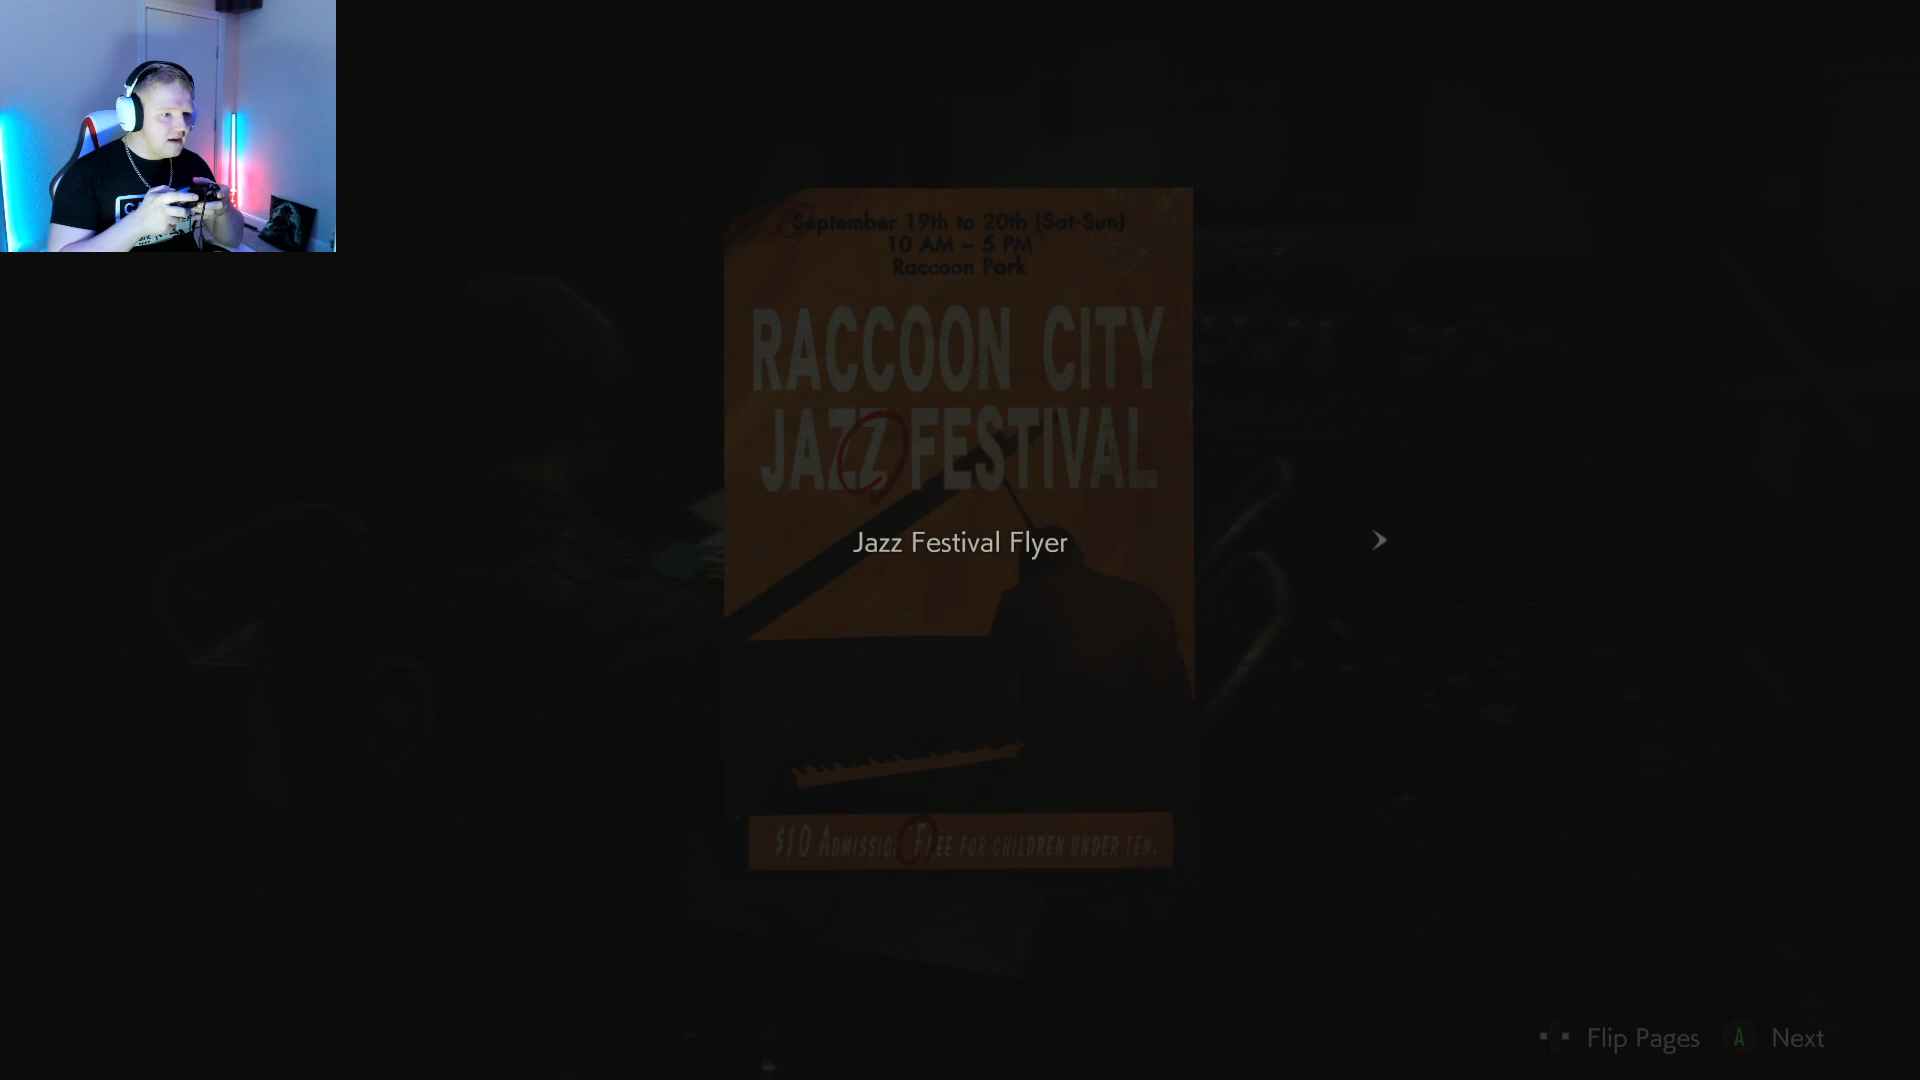 September 19th to 20th (Sat-Sun)
10 AM – 5 PM
Raccoon Park
RACCOON CITY
JAZZ FESTIVAL
Jazz Festival Flyer
$10 ADMISSION FREE FOR CHILDREN UNDER TEN.
Flip Pages A Next